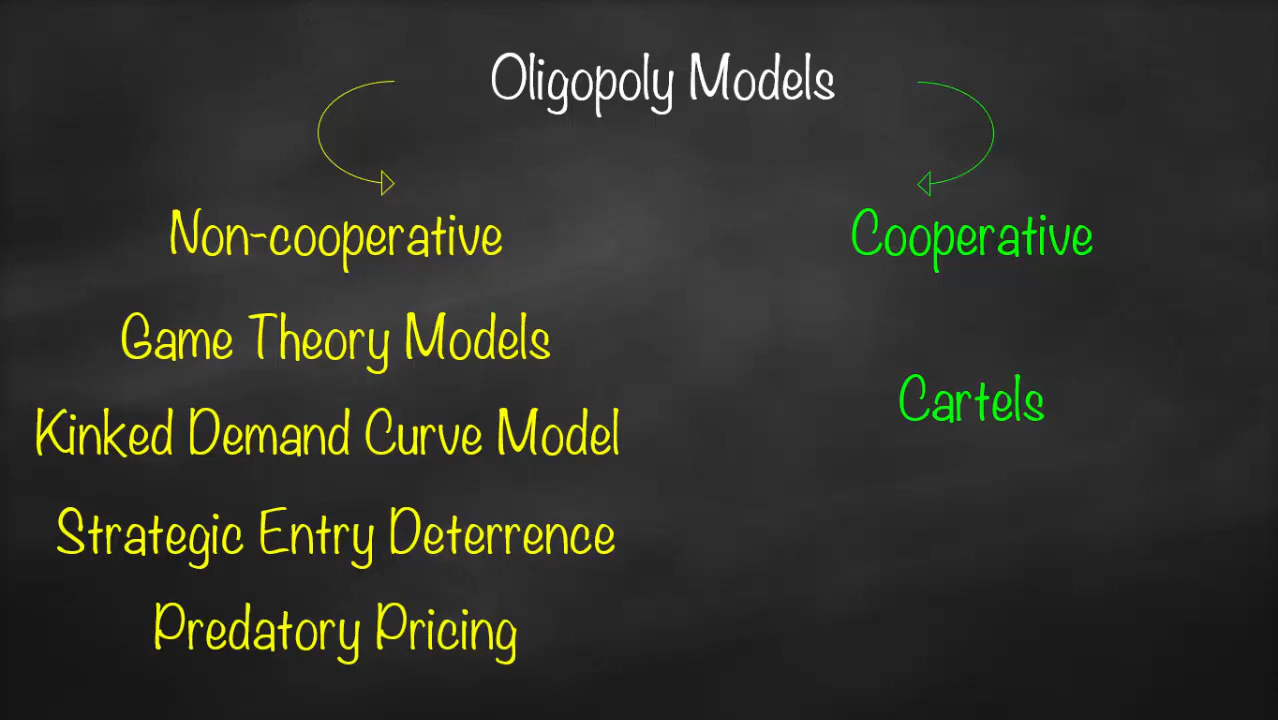 Oligopoly Models
Non-cooperative
Cooperative
Game Theory Models
Cartels
Kinked Demand Curve Model
Strategic Entry Deterrence
Predatory Pricing